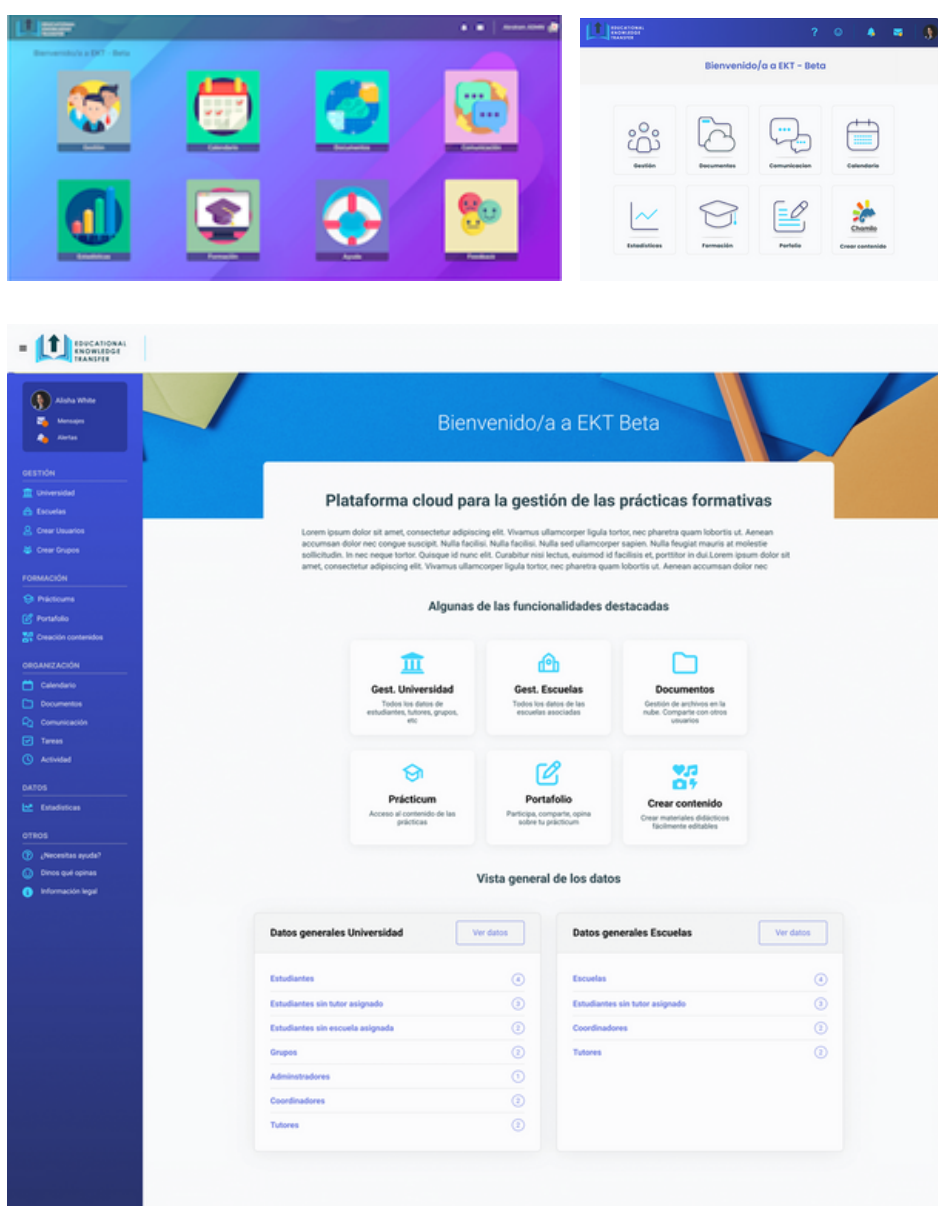 EDUCATIONAL
KNOWLEDGE
TRANSFER
Abraham ADMIN
Bienvenido/a a EKT - Beta
Gestión
Calendario
Documentos
Comunicación
Estadísticas
Formación
Ayuda
Feedback
EDUCATIONAL
KNOWLEDGE
TRANSFER
?
Bienvenido/a a EKT - Beta
Gestión
Documentos
Comunicacion
Calendario
Estadísticas
Formación
Porfolio
Chamilo
Crear contenido
EDUCATIONAL
KNOWLEDGE
TRANSFER
Alisha White
Mensajes
Alertas
GESTIÓN
Universidad
Escuelas
Crear Usuarios
Crear Grupos
FORMACIÓN
Prácticums
Portafolio
Creación contenidos
ORGANIZACIÓN
Calendario
Documentos
Comunicación
Tareas
Actividad
DATOS
Estadísticas
OTROS
¿Necesitas ayuda?
Dinos qué opinas
Información legal
Bienvenido/a a EKT Beta
Plataforma cloud para la gestión de las prácticas formativas
Lorem ipsum dolor sit amet, consectetur adipiscing elit. Vivamus ullamcorper ligula tortor, nec pharetra quam lobortis ut. Aenean
accumsan dolor nec congue suscipit. Nulla facilisi. Nulla facilisi. Nulla sed ullamcorper sapien. Nulla feugiat mauris at molestie
sollicitudin. In nec neque tortor. Quisque id nunc elit. Curabitur nisi lectus, euismod id facilisis et, porttitor in dui.Lorem ipsum dolor sit
amet, consectetur adipiscing elit. Vivamus ullamcorper ligula tortor, nec pharetra quam lobortis ut. Aenean accumsan dolor nec
Algunas de las funcionalidades destacadas
Gest. Universidad
Todos los datos de
estudiantes, tutores, grupos,
etc
Gest. Escuelas
Todos los datos de las
escuelas asociadas
Documentos
Gestión de archivos en la
nube. Comparte con otros
usuarios
Prácticum
Acceso al contenido de las
prácticas
Portafolio
Participa, comparte, opina
sobre tu prácticum
Crear contenido
Crear materiales didácticos
fácilmente editables
Vista general de los datos
Datos generales Universidad
Ver datos
Estudiantes 4
Estudiantes sin tutor asignado 3
Estudiantes sin escuela asignada 2
Grupos 2
Adminstradores 1
Coordinadores 2
Tutores 2
Datos generales Escuelas
Ver datos
Escuelas 4
Estudiantes sin tutor asignado 3
Coordinadores 2
Tutores 2